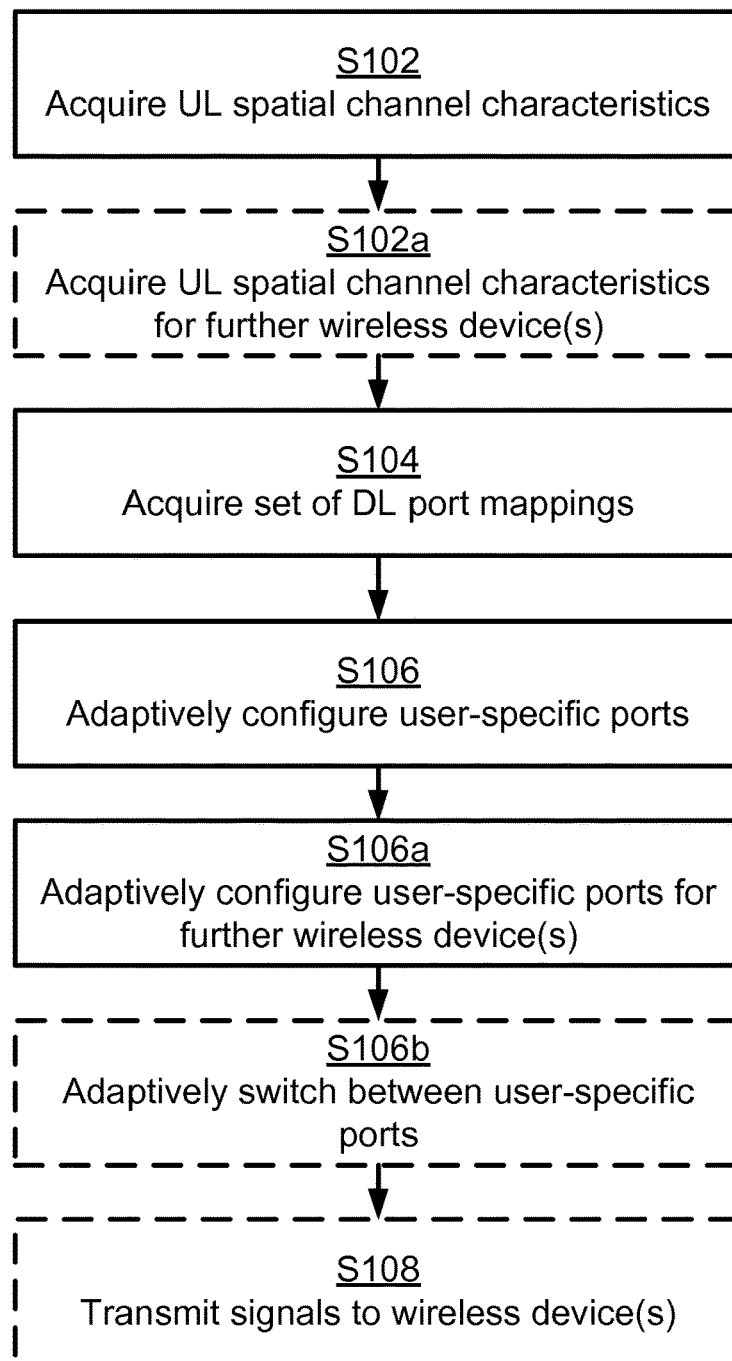 S102
Acquire UL spatial channel characteristics
S102a
Acquire UL spatial channel characteristics
for further wireless device(s)
S104
Acquire set of DL port mappings
S106
Adaptively configure user-specific ports
S106a
Adaptively configure user-specific ports for
further wireless device(s)
S106b
Adaptively switch between user-specific
ports
S108
Transmit signals to wireless device(s)